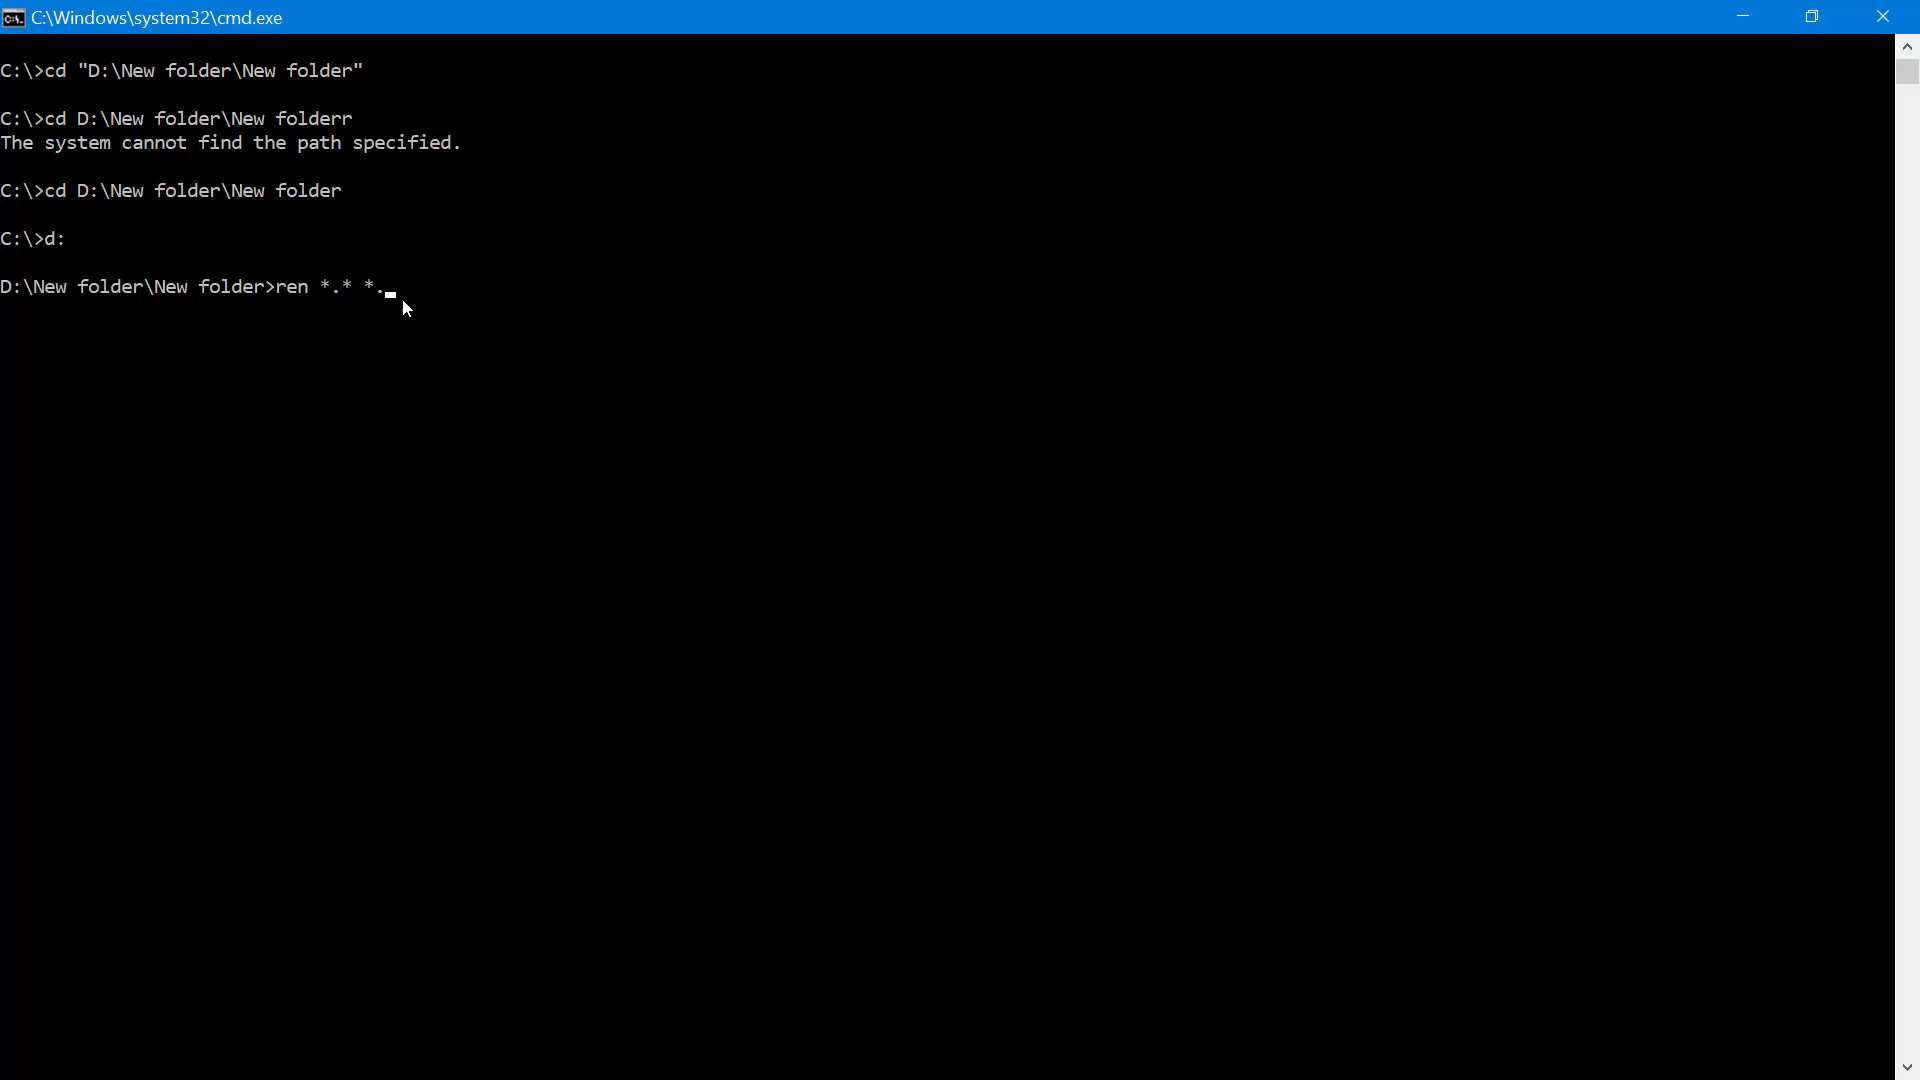 C:\Windows\system32\cmd.exe
C:\>cd "D:\New folder\New folder"
C:\>cd D:\New folder\New folderr
The system cannot find the path specified.
C:\>cd D:\New folder\New folder
C:\>d:
D:\New folder\New folder>ren *.* *.